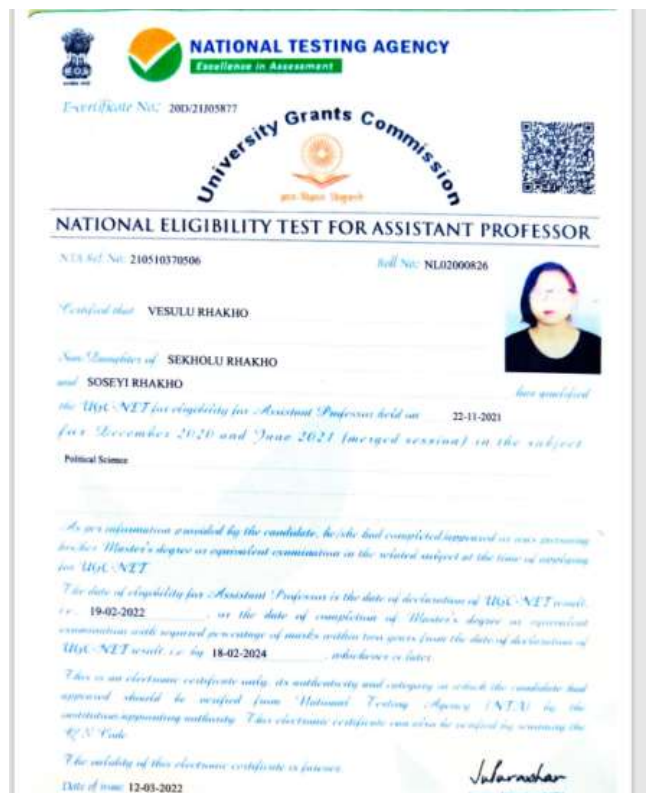 NATIONAL TESTING AGENCY
Excellence in Assessment
E-certificate No.: 20D/21J05877
University Grants Commission
NATIONAL ELIGIBILITY TEST FOR ASSISTANT PROFESSOR
NTA Ref. No: 210510370506 Roll No: NL02000826
Certified that VESULU RHAKHO
Son/Daughter of SEKHOLU RHAKHO
and SOSEYI RHAKHO
has qualified
the UGC-NET for eligibility for Assistant Professor held on 22-11-2021
for December 2020 and June 2021 (merged session) in the subject
Political Science
As per information provided by the candidate, he/she had completed/appeared or was pursuing
his/her Master's degree or equivalent examination in the related subject at the time of applying
for UGC-NET
The date of eligibility for Assistant Professor is the date of declaration of UGC-NET result,
i.e. 19-02-2022, or the date of completion of Master's degree or equivalent
examination with required percentage of marks within two years from the date of declaration of
UGC-NET result, i.e. by 18-02-2024, whichever is later
This is an electronic certificate only, its authenticity and category in which the candidate had
appeared should be verified from National Testing Agency (NTA) by the
institution/appointing authority. This electronic certificate can also be verified by scanning the
Q R Code
The validity of this electronic certificate is forever.
Date of issue: 12-03-2022